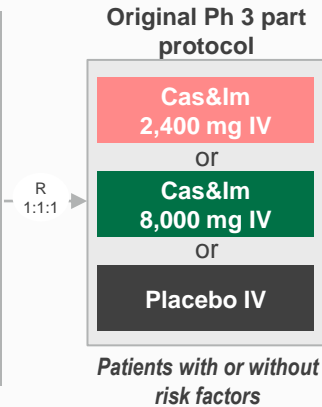 Original Ph 3 part
protocol
Cas&Im
2,400 mg IV
or
R
1:1:1
Cas&Im
8,000 mg IV
or
Placebo IV
Patients with or without
risk factors